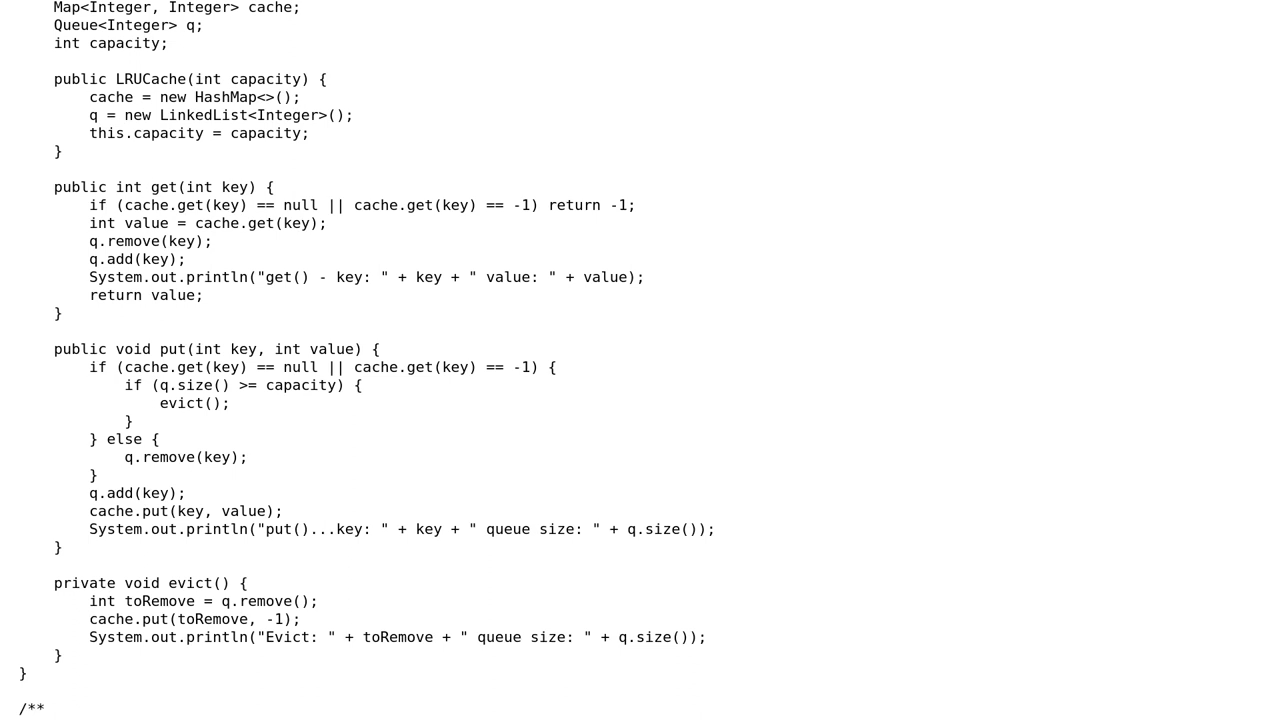 Map<Integer, Integer> cache;
Queue<Integer> q;
int capacity;

public LRUCache(int capacity) {
    cache = new HashMap<>();
    q = new LinkedList<Integer>();
    this.capacity = capacity;
}

public int get(int key) {
    if (cache.get(key) == null || cache.get(key) == -1) return -1;
    int value = cache.get(key);
    q.remove(key);
    q.add(key);
    System.out.println("get() - key: " + key + " value: " + value);
    return value;
}

public void put(int key, int value) {
    if (cache.get(key) == null || cache.get(key) == -1) {
        if (q.size() >= capacity) {
            evict();
        }
    } else {
        q.remove(key);
    }
    q.add(key);
    cache.put(key, value);
    System.out.println("put()...key: " + key + " queue size: " + q.size());
}

private void evict() {
    int toRemove = q.remove();
    cache.put(toRemove, -1);
    System.out.println("Evict: " + toRemove + " queue size: " + q.size());
}
}

/**